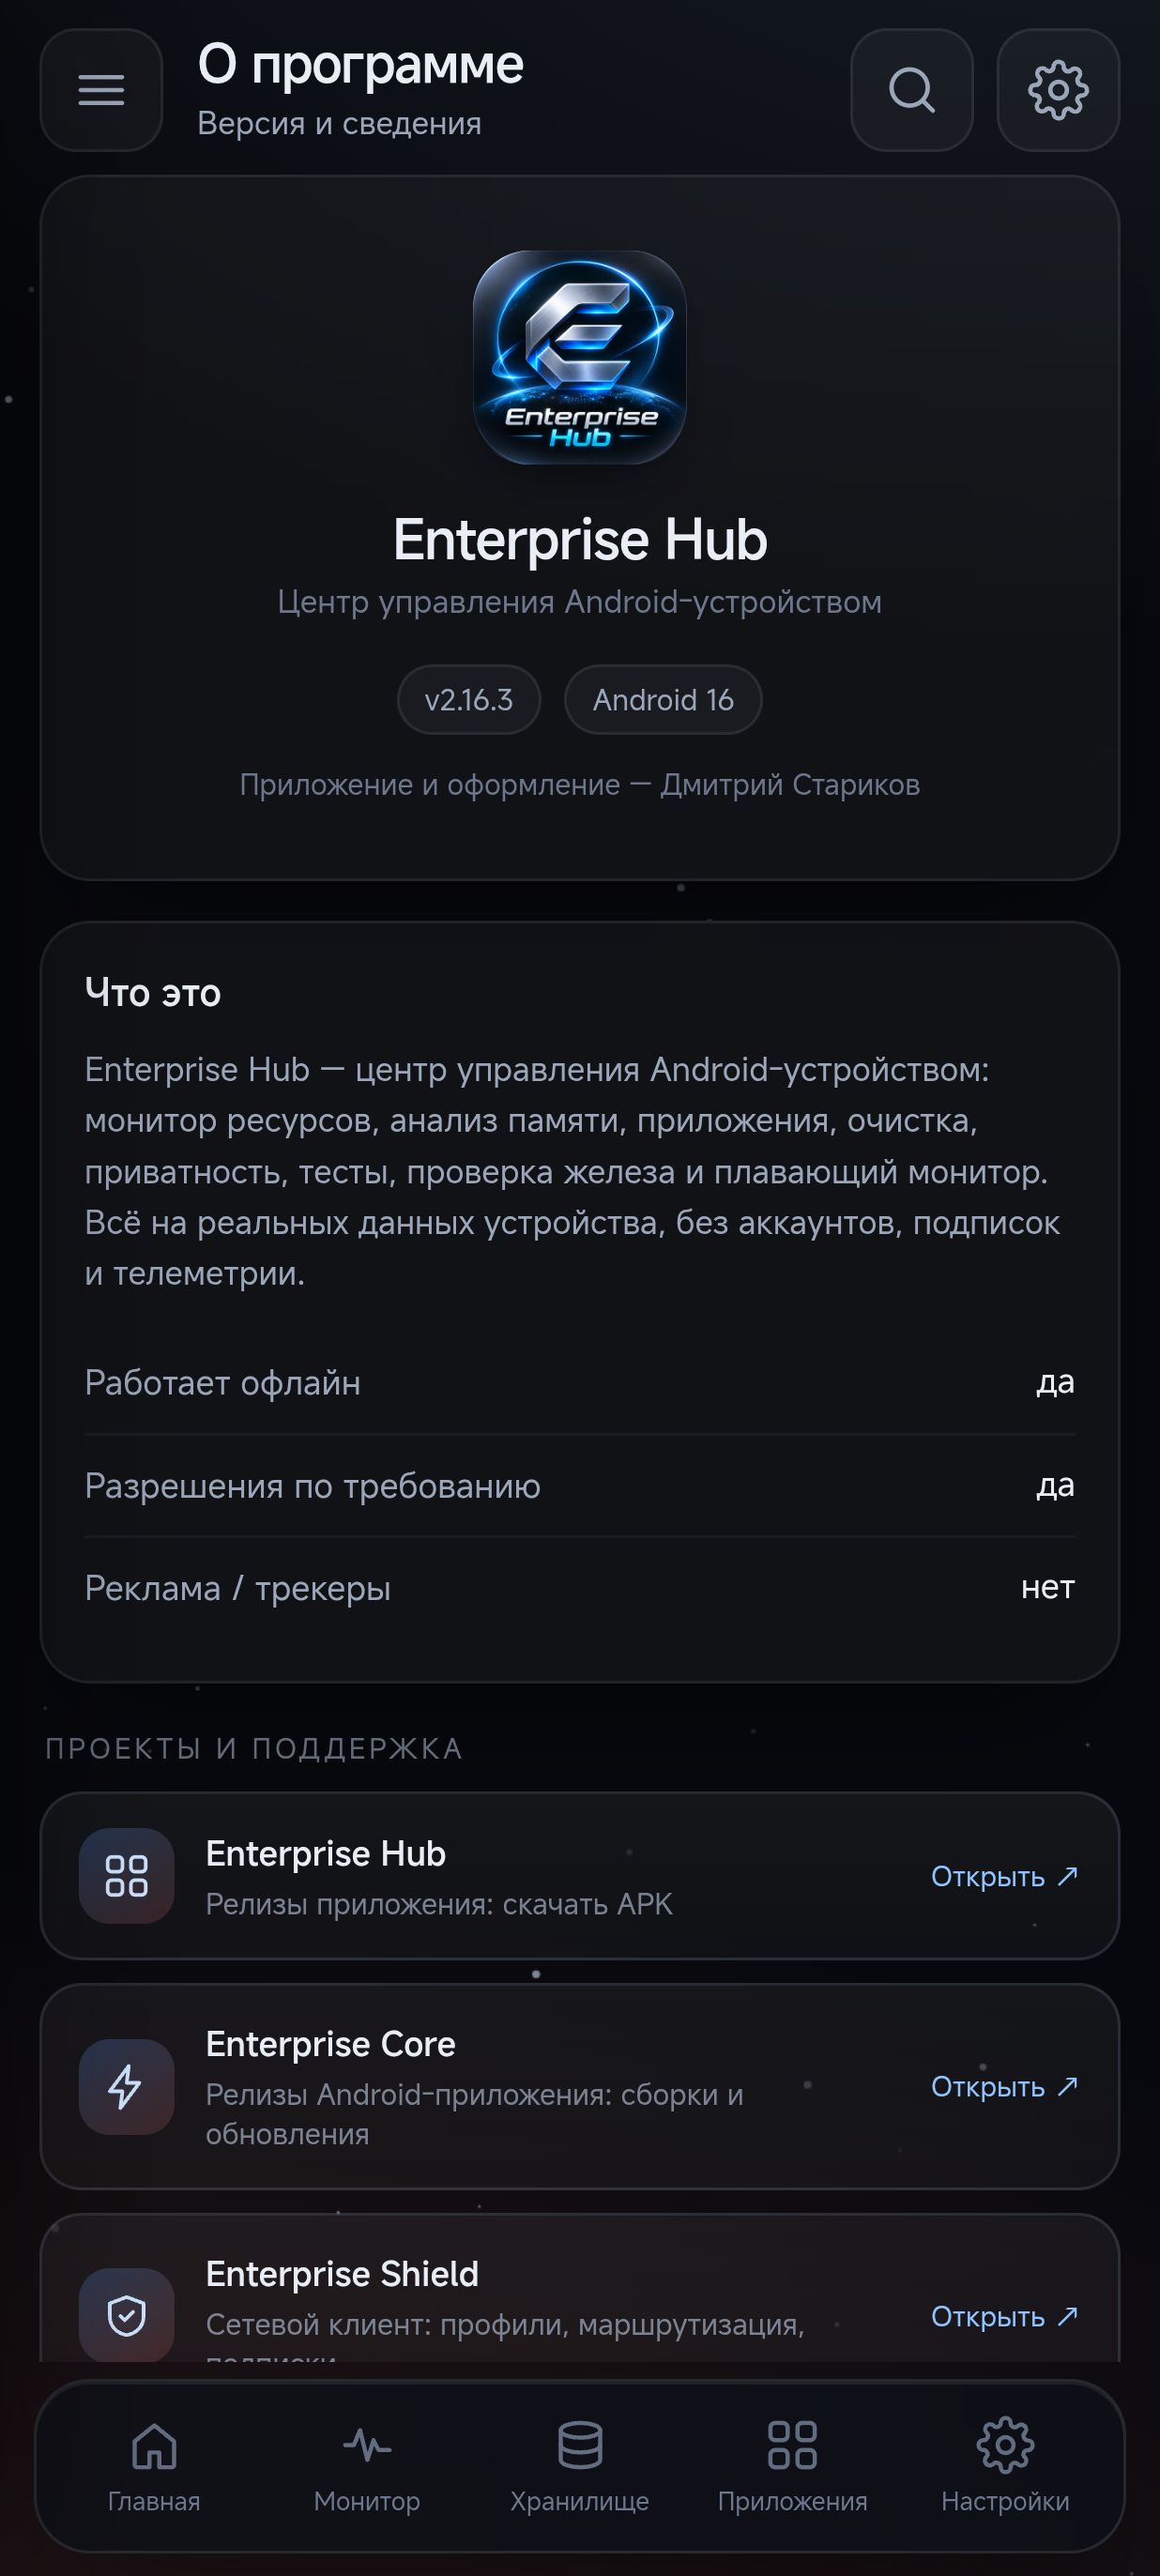 О программе
Версия и сведения
Enterprise
Hub
Enterprise Hub
Центр управления Android-устройством
v2.16.3
Android 16
Приложение и оформление — Дмитрий Стариков
Что это
Enterprise Hub — центр управления Android-устройством:
монитор ресурсов, анализ памяти, приложения, очистка,
приватность, тесты, проверка железа и плавающий монитор.
Всё на реальных данных устройства, без аккаунтов, подписок
и телеметрии.
Работает офлайн
да
Разрешения по требованию
да
Реклама / трекеры
нет
ПРОЕКТЫ И ПОДДЕРЖКА
Enterprise Hub
Релизы приложения: скачать APK
Открыть ↗
Enterprise Core
Релизы Android-приложения: сборки и
обновления
Открыть ↗
Enterprise Shield
Сетевой клиент: профили, маршрутизация,
Открыть ↗
Главная
Монитор
Хранилище
Приложения
Настройки